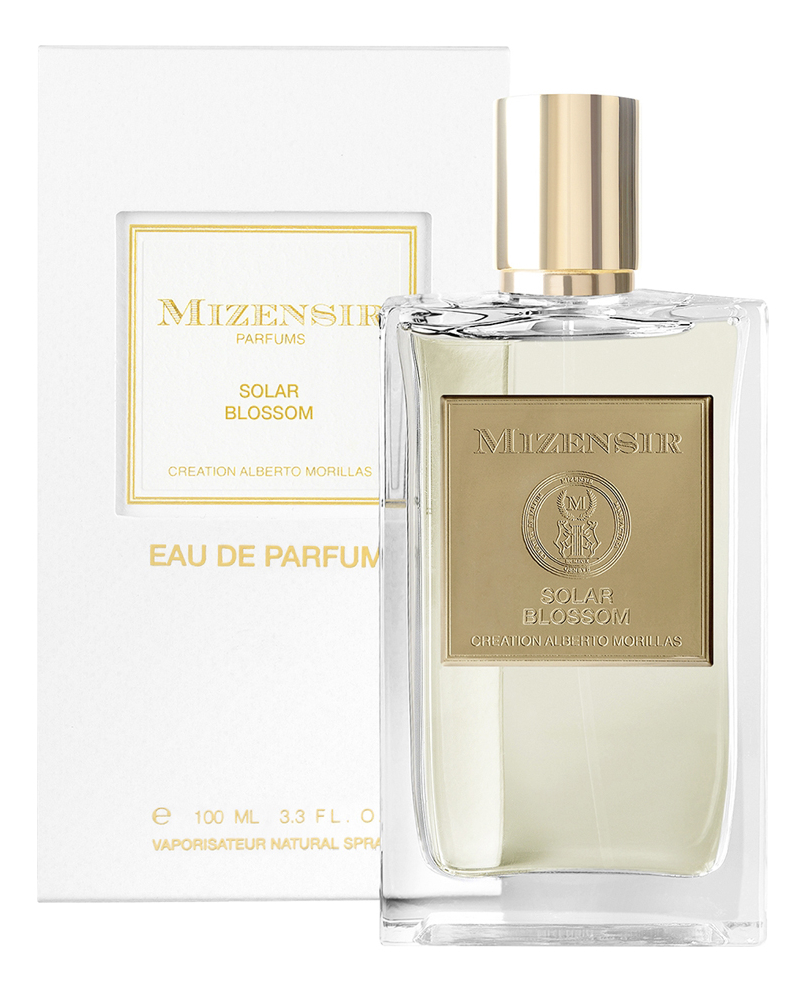 MIZENSIR
PARFUMS
SOLAR
BLOSSOM
CREATION ALBERTO MORILLAS
EAU DE PARFUM
e 100 ML 3.3 FL. O
VAPORISATEUR NATURAL SPRA
MIZENSIR
M
SOLAR
BLOSSOM
CREATION ALBERTO MORILLAS